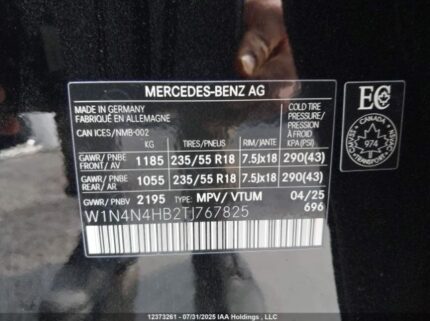 MERCEDES-BENZ AG
MADE IN GERMANY
FABRIQUÉ EN ALLEMAGNE
CAN ICES/NMB-002
KG TIRES/PNEUS RIM/JANTE
COLD TIRE
PRESSURE/
PRESSION
À FROID
KPA (PSI)
GAWR/ PNBE
FRONT/ AV 1185 235/55 R18 7.5Jx18 290(43)
GAWR/ PNBE
REAR/ AR 1055 235/55 R18 7.5Jx18 290(43)
GVWR/ PNBV 2195 TYPE: MPV/ VTUM 04/25
W1N4N4HB2TJ767825 696
EC
CANADA
974
TRANSPORT
12373261 - 07/31/2025 IAA Holdings , LLC